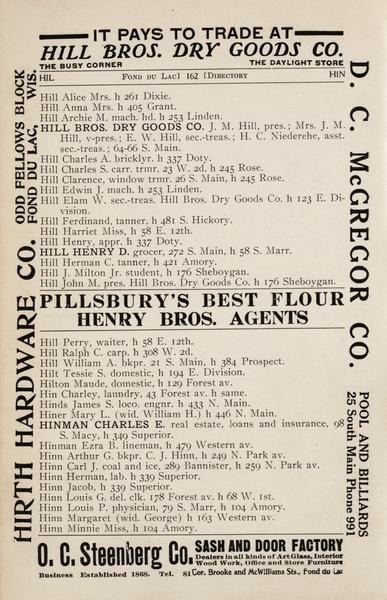 IT PAYS TO TRADE AT
HILL BROS. DRY GOODS CO.
THE BUSY CORNER THE DAYLIGHT STORE
HIL FOND DU LAC] 162 [DIRECTORY HIN
Hill Alice Mrs. h 261 Dixie.
Hill Anna Mrs. h 405 Grant.
Hill Archie M. mach. hd. h 253 Linden.
HILL BROS. DRY GOODS CO. J. M. Hill, pres.; Mrs. J. M.
Hill, v-pres.; E. W. Hill, sec-treas.; H. C. Niederehe, asst.
sec.-treas.; 64-66 S. Main.
Hill Charles A. bricklyr. h 337 Doty.
Hill Charles S. carr. trmr. 23 W. 2d, h 245 Rose.
Hill Clarence, window trmr. 26 S. Main, h 245 Rose.
Hill Edwin J. mach. h 253 Linden.
Hill Elam W. sec-treas. Hill Bros. Dry Goods Co. h 123 E. Di-
vision.
Hill Ferdinand, tanner, h 481 S. Hickory.
Hill Harriet Miss, h 58 E. 12th.
Hill Henry, appr. h 337 Doty.
HILL HENRY D. grocer, 272 S. Main, h 58 S. Marr.
Hill Herman C. tanner, h 421 Amory.
Hill J. Milton Jr. student, h 176 Sheboygan.
Hill John M. pres. Hill Bros. Dry Goods Co. h 176 Sheboygan.
PILLSBURY'S BEST FLOUR
HENRY BROS. AGENTS
Hill Perry, waiter, h 58 E. 12th.
Hill Ralph C. carp. h 308 W. 2d.
Hill William A. bkpr. 21 S. Main, h 384 Prospect.
Hilt Tessie S. domestic, h 194 E. Division.
Hilton Maude, domestic, h 129 Forest av.
Hin Charley, laundry, 43 Forest av. h same.
Hinds James S. loco. engnr. h 433 N. Main.
Hiner Mary L. (wid. William H.) h 446 N. Main.
HINMAN CHARLES E. real estate, loans and insurance, 98
S. Macy, h 349 Superior.
Hinman Ezra B. lineman, h 479 Western av.
Hinn Arthur G. bkpr. C. J. Hinn, h 249 N. Park av.
Hinn Carl J. coal and ice, 289 Bannister, h 259 N. Park av.
Hinn Herman, lab. h 339 Superior.
Hinn Jacob, h 339 Superior.
Hinn Louis G. del. clk. 178 Forest av. h 68 W. 1st.
Hinn Louis P. physician, 79 S. Marr, h 104 Amory.
Hinn Margaret (wid. George) h 163 Western av.
Hinn Minnie Miss, h 104 Amory.
O. C. Steenberg Co. SASH AND DOOR FACTORY
Dealers in all kinds of Art Glass, Interior
Wood Work, Office and Store Furniture
Business Established 1868. Tel. 81 Cor. Brooke and McWilliams Sts., Fond du Lac
HIRTH HARDWARE CO. ODD FELLOWS BLOCK
FOND DU LAC, WIS.
D. C. McGREGOR CO. POOL AND BILLIARDS
25 South Main Phone 991